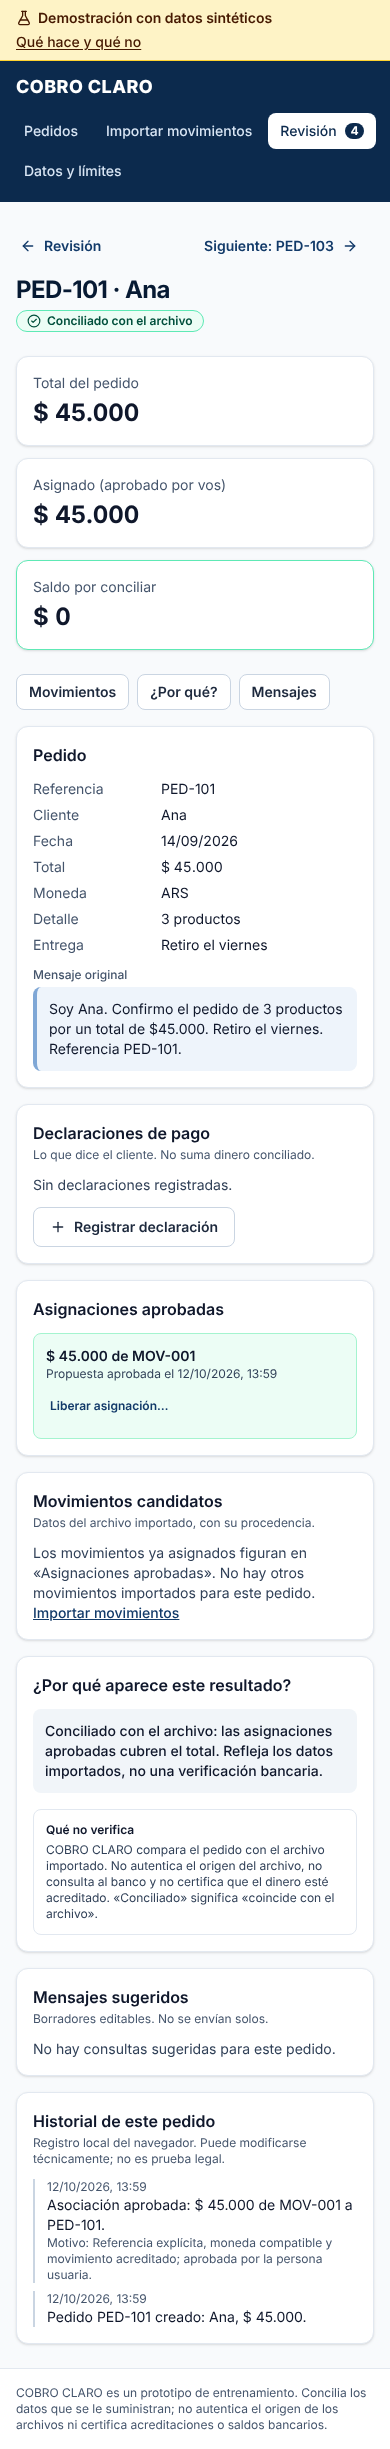 Demostración con datos sintéticos
Qué hace y qué no
COBRO CLARO
Pedidos
Importar movimientos
Revisión 4
Datos y límites
Revisión
Siguiente: PED-103
PED-101 · Ana
Conciliado con el archivo
Total del pedido
$ 45.000
Asignado (aprobado por vos)
$ 45.000
Saldo por conciliar
$ 0
Movimientos
¿Por qué?
Mensajes
Pedido
Referencia PED-101
Cliente Ana
Fecha 14/09/2026
Total $ 45.000
Moneda ARS
Detalle 3 productos
Entrega Retiro el viernes
Mensaje original
Soy Ana. Confirmo el pedido de 3 productos
por un total de $45.000. Retiro el viernes.
Referencia PED-101.
Declaraciones de pago
Lo que dice el cliente. No suma dinero conciliado.
Sin declaraciones registradas.
Registrar declaración
Asignaciones aprobadas
$ 45.000 de MOV-001
Propuesta aprobada el 12/10/2026, 13:59
Liberar asignación...
Movimientos candidatos
Datos del archivo importado, con su procedencia.
Los movimientos ya asignados figuran en
«Asignaciones aprobadas». No hay otros
movimientos importados para este pedido.
Importar movimientos
¿Por qué aparece este resultado?
Conciliado con el archivo: las asignaciones
aprobadas cubren el total. Refleja los datos
importados, no una verificación bancaria.
Qué no verifica
COBRO CLARO compara el pedido con el archivo
importado. No autentica el origen del archivo, no
consulta al banco y no certifica que el dinero esté
acreditado. «Conciliado» significa «coincide con el
archivo».
Mensajes sugeridos
Borradores editables. No se envían solos.
No hay consultas sugeridas para este pedido.
Historial de este pedido
Registro local del navegador. Puede modificarse
técnicamente; no es prueba legal.
12/10/2026, 13:59
Asociación aprobada: $ 45.000 de MOV-001 a
PED-101.
Motivo: Referencia explícita, moneda compatible y
movimiento acreditado; aprobada por la persona
usuaria.
12/10/2026, 13:59
Pedido PED-101 creado: Ana, $ 45.000.
COBRO CLARO es un prototipo de entrenamiento. Concilia los
datos que se le suministran; no autentica el origen de los
archivos ni certifica acreditaciones o saldos bancarios.